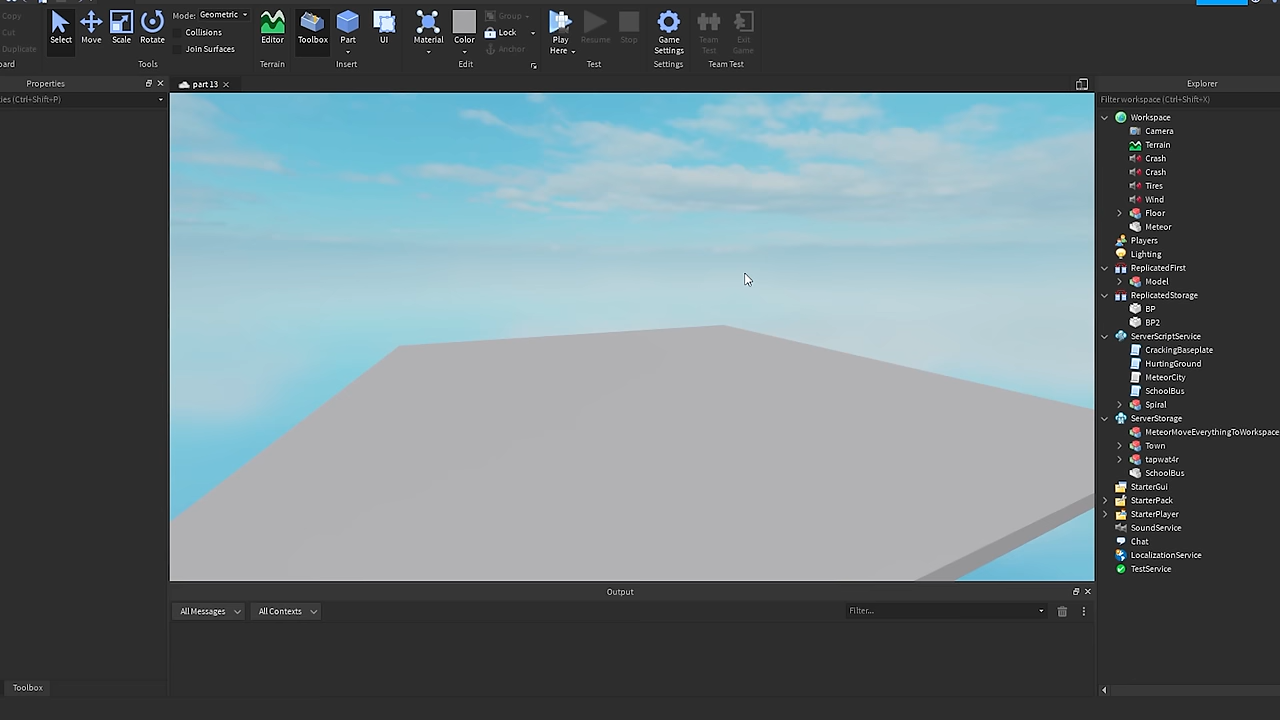 Copy
Cut
Duplicate
oard
Select
Move
Scale
Rotate
Mode: Geometric
Collisions
Join Surfaces
Tools
Editor
Terrain
Toolbox
Part
UI
Insert
Material
Color
Group
Lock
Anchor
Edit
Play
Here
Resume
Stop
Test
Game
Settings
Settings
Team
Test
Exit
Game
Team Test
Properties
ies (Ctrl+Shift+P)
part 13
Explorer
Filter workspace (Ctrl+Shift+X)
Workspace
Camera
Terrain
Crash
Crash
Tires
Wind
Floor
Meteor
Players
Lighting
ReplicatedFirst
Model
ReplicatedStorage
BP
BP2
ServerScriptService
CrackingBaseplate
HurtingGround
MeteorCity
SchoolBus
Spiral
ServerStorage
MeteorMoveEverythingToWorkspace
Town
tapwat4r
SchoolBus
StarterGui
StarterPack
StarterPlayer
SoundService
Chat
LocalizationService
TestService
Output
All Messages
All Contexts
Filter...
Toolbox